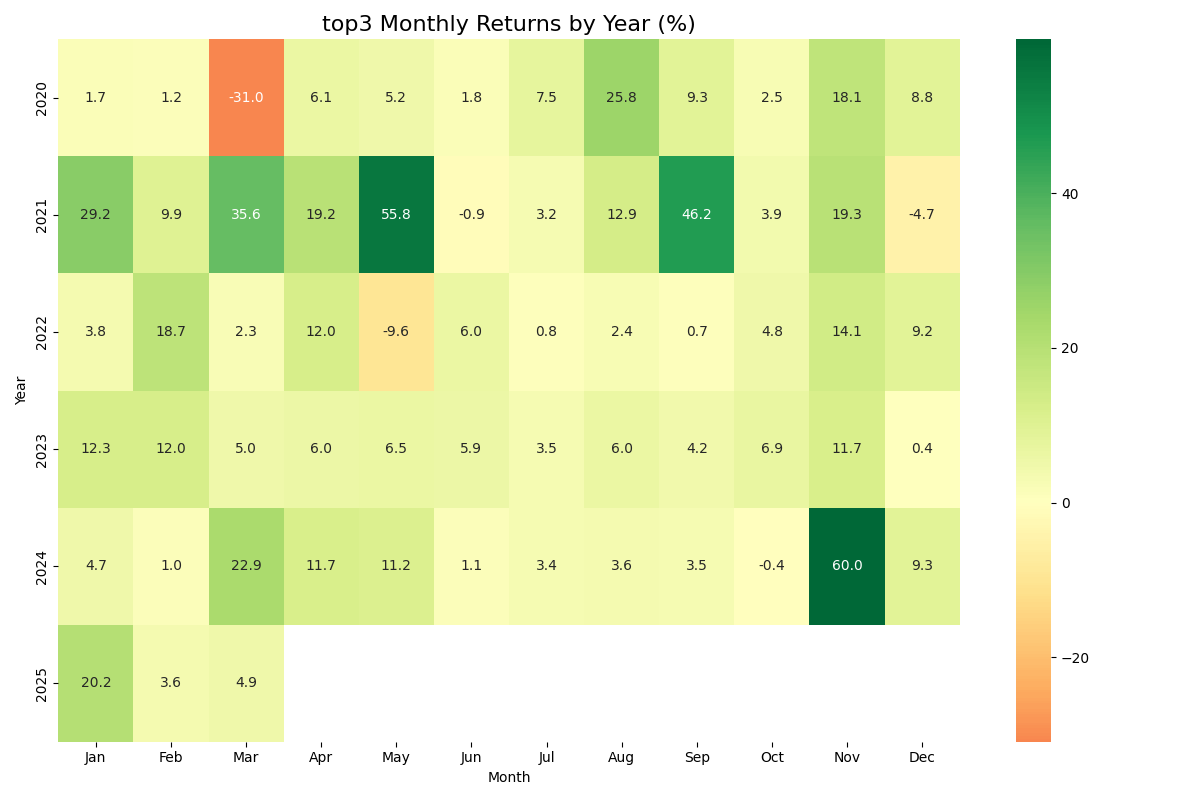 top3 Monthly Returns by Year (%)
2020 1.7 1.2 -31.0 6.1 5.2 1.8 7.5 25.8 9.3 2.5 18.1 8.8
2021 29.2 9.9 35.6 19.2 55.8 -0.9 3.2 12.9 46.2 3.9 19.3 -4.7
2022 3.8 18.7 2.3 12.0 -9.6 6.0 0.8 2.4 0.7 4.8 14.1 9.2
2023 12.3 12.0 5.0 6.0 6.5 5.9 3.5 6.0 4.2 6.9 11.7 0.4
2024 4.7 1.0 22.9 11.7 11.2 1.1 3.4 3.6 3.5 -0.4 60.0 9.3
2025 20.2 3.6 4.9
Jan Feb Mar Apr May Jun Jul Aug Sep Oct Nov Dec
Month
Year
40
20
0
−20